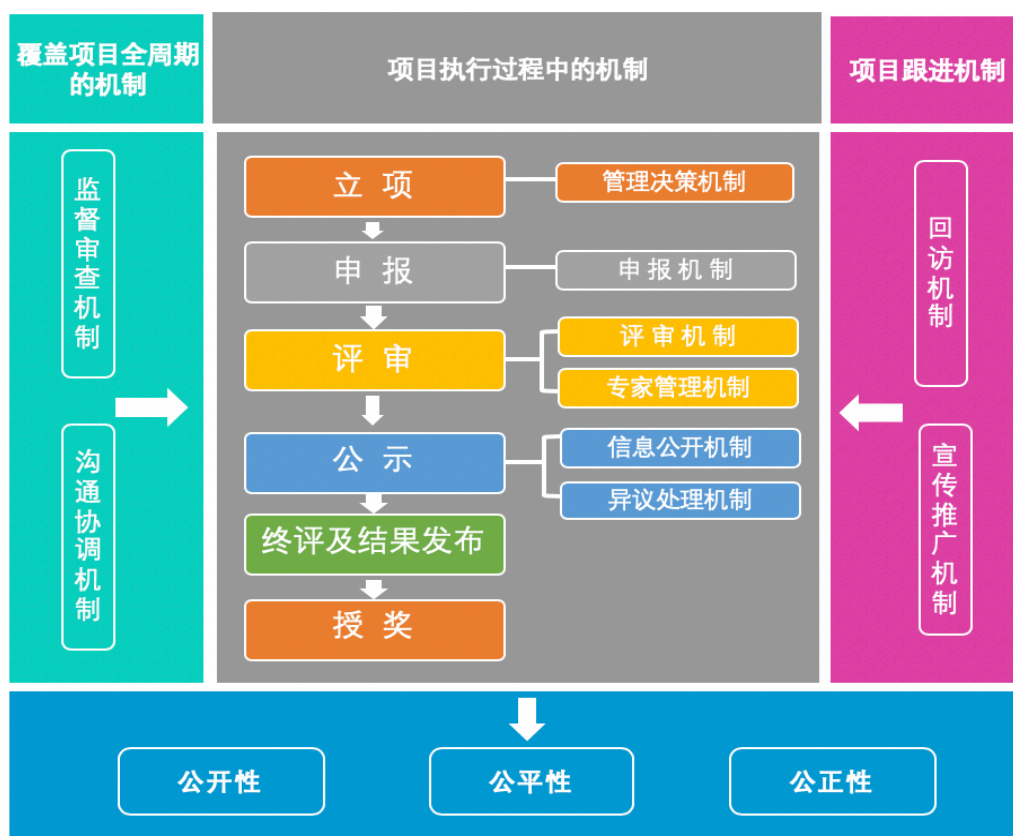 覆盖项目全周期
的机制
项目执行过程中的机制
项目跟进机制
监督审查机制
沟通协调机制
立 项
管理决策机制
申 报
申 报 机 制
评 审
评 审 机 制
专家管理机制
公 示
信息公开机制
异议处理机制
终评及结果发布
授 奖
回访机制
宣传推广机制
公开性
公平性
公正性